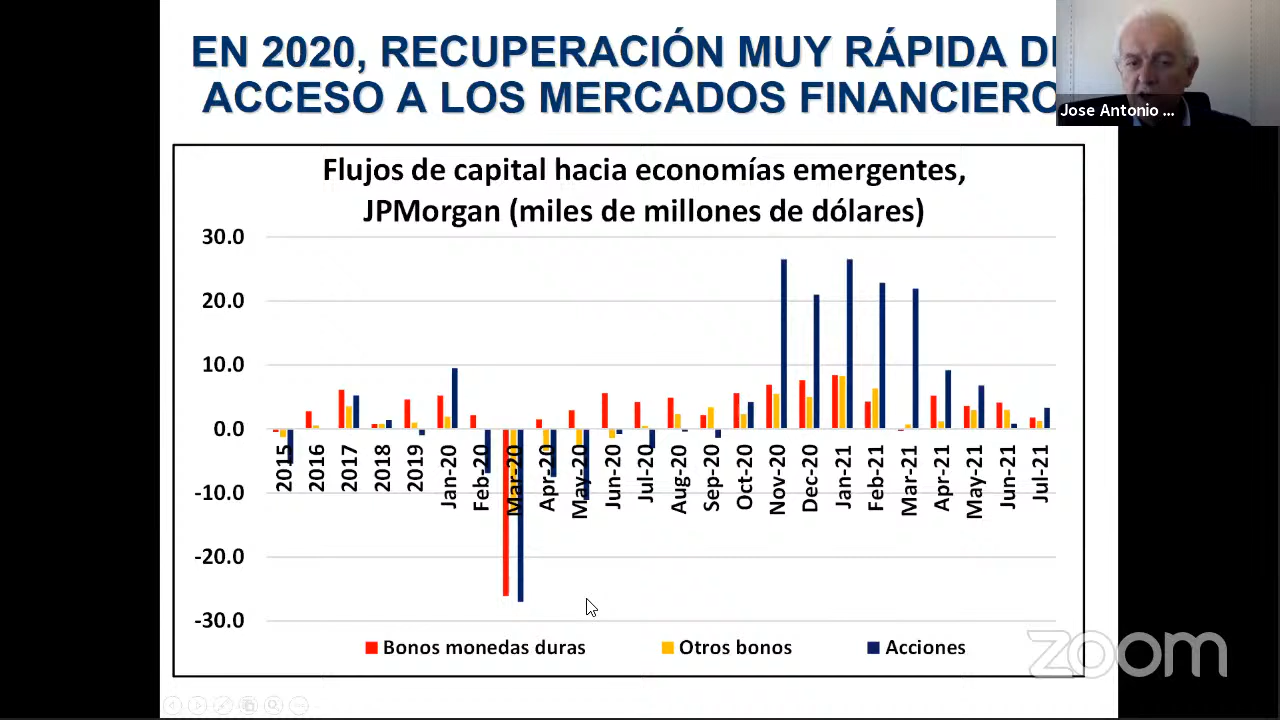 EN 2020, RECUPERACIÓN MUY RÁPIDA DE
ACCESO A LOS MERCADOS FINANCIERO
Jose Antonio ...
Flujos de capital hacia economías emergentes,
JPMorgan (miles de millones de dólares)
30.0
20.0
10.0
0.0
-10.0
-20.0
-30.0
2015
2016
2017
2018
2019
Jan-20
Feb-20
Mar-20
Apr-20
May-20
Jun-20
Jul-20
Aug-20
Sep-20
Oct-20
Nov-20
Dec-20
Jan-21
Feb-21
Mar-21
Apr-21
May-21
Jun-21
Jul-21
Bonos monedas duras
Otros bonos
Acciones
zoom